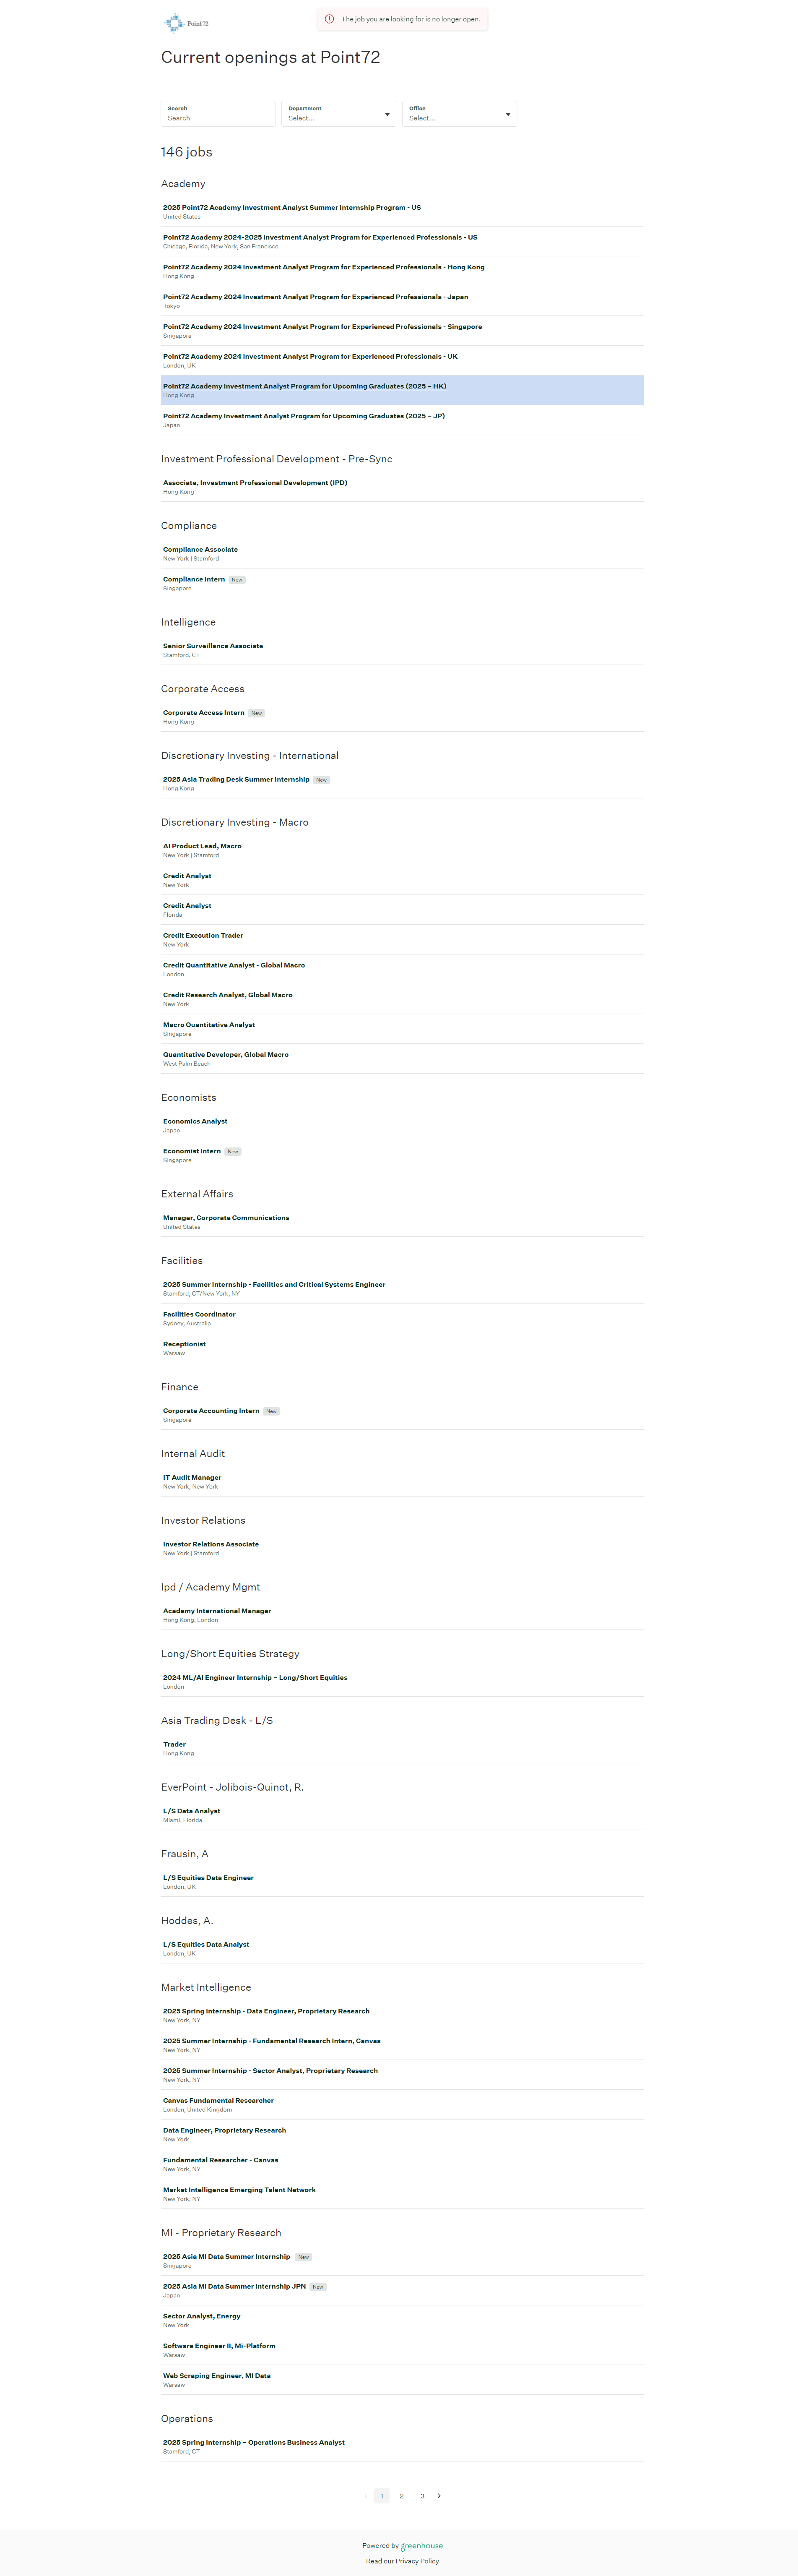 Point72
The job you are looking for is no longer open.
Current openings at Point72
Search
Search
Department
Select...
Office
Select...
146 jobs
Academy
2025 Point72 Academy Investment Analyst Summer Internship Program - US
United States
Point72 Academy 2024-2025 Investment Analyst Program for Experienced Professionals - US
Chicago, Florida, New York, San Francisco
Point72 Academy 2024 Investment Analyst Program for Experienced Professionals - Hong Kong
Hong Kong
Point72 Academy 2024 Investment Analyst Program for Experienced Professionals - Japan
Tokyo
Point72 Academy 2024 Investment Analyst Program for Experienced Professionals - Singapore
Singapore
Point72 Academy 2024 Investment Analyst Program for Experienced Professionals - UK
London, UK
Point72 Academy Investment Analyst Program for Upcoming Graduates (2025 – HK)
Hong Kong
Point72 Academy Investment Analyst Program for Upcoming Graduates (2025 – JP)
Japan
Investment Professional Development - Pre-Sync
Associate, Investment Professional Development (IPD)
Hong Kong
Compliance
Compliance Associate
New York | Stamford
Compliance Intern New
Singapore
Intelligence
Senior Surveillance Associate
Stamford, CT
Corporate Access
Corporate Access Intern New
Hong Kong
Discretionary Investing - International
2025 Asia Trading Desk Summer Internship New
Hong Kong
Discretionary Investing - Macro
AI Product Lead, Macro
New York | Stamford
Credit Analyst
New York
Credit Analyst
Florida
Credit Execution Trader
New York
Credit Quantitative Analyst - Global Macro
London
Credit Research Analyst, Global Macro
New York
Macro Quantitative Analyst
Singapore
Quantitative Developer, Global Macro
West Palm Beach
Economists
Economics Analyst
Japan
Economist Intern New
Singapore
External Affairs
Manager, Corporate Communications
United States
Facilities
2025 Summer Internship - Facilities and Critical Systems Engineer
Stamford, CT/New York, NY
Facilities Coordinator
Sydney, Australia
Receptionist
Warsaw
Finance
Corporate Accounting Intern New
Singapore
Internal Audit
IT Audit Manager
New York, New York
Investor Relations
Investor Relations Associate
New York | Stamford
Ipd / Academy Mgmt
Academy International Manager
Hong Kong, London
Long/Short Equities Strategy
2024 ML/AI Engineer Internship – Long/Short Equities
London
Asia Trading Desk - L/S
Trader
Hong Kong
EverPoint - Jolibois-Quinot, R.
L/S Data Analyst
Miami, Florida
Frausin, A
L/S Equities Data Engineer
London, UK
Hoddes, A.
L/S Equities Data Analyst
London, UK
Market Intelligence
2025 Spring Internship - Data Engineer, Proprietary Research
New York, NY
2025 Summer Internship - Fundamental Research Intern, Canvas
New York, NY
2025 Summer Internship - Sector Analyst, Proprietary Research
New York, NY
Canvas Fundamental Researcher
London, United Kingdom
Data Engineer, Proprietary Research
New York
Fundamental Researcher - Canvas
New York, NY
Market Intelligence Emerging Talent Network
New York, NY
MI - Proprietary Research
2025 Asia MI Data Summer Internship New
Singapore
2025 Asia MI Data Summer Internship JPN New
Japan
Sector Analyst, Energy
New York
Software Engineer II, Mi-Platform
Warsaw
Web Scraping Engineer, MI Data
Warsaw
Operations
2025 Spring Internship – Operations Business Analyst
Stamford, CT
1 2 3
Powered by greenhouse
Read our Privacy Policy